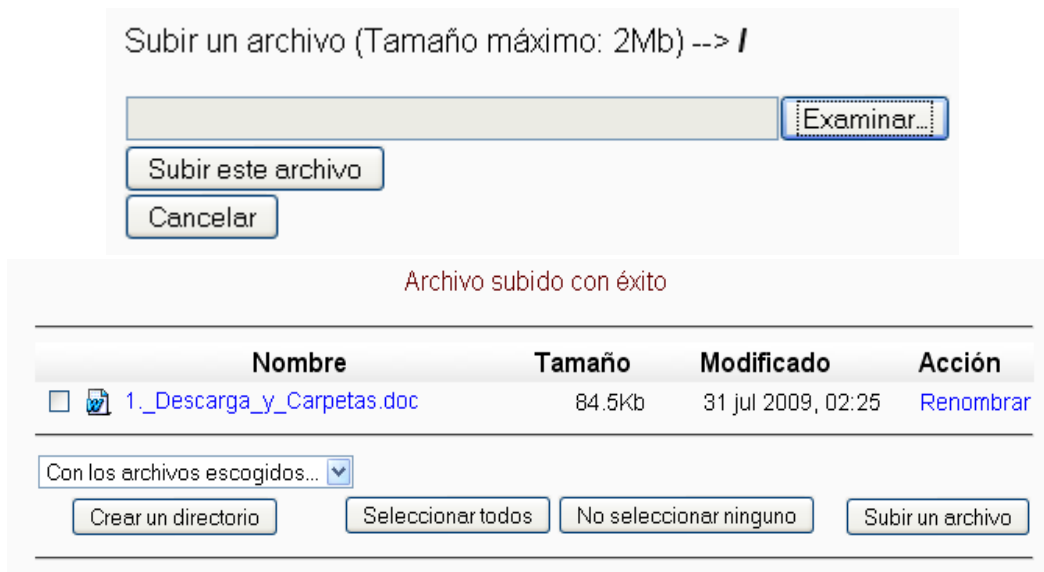 Subir un archivo (Tamaño máximo: 2Mb) --> /
Examinar...
Subir este archivo
Cancelar
Archivo subido con éxito
Nombre Tamaño Modificado Acción
1._Descarga_y_Carpetas.doc 84.5Kb 31 jul 2009, 02:25 Renombrar
Con los archivos escogidos...
Crear un directorio Seleccionar todos No seleccionar ninguno Subir un archivo